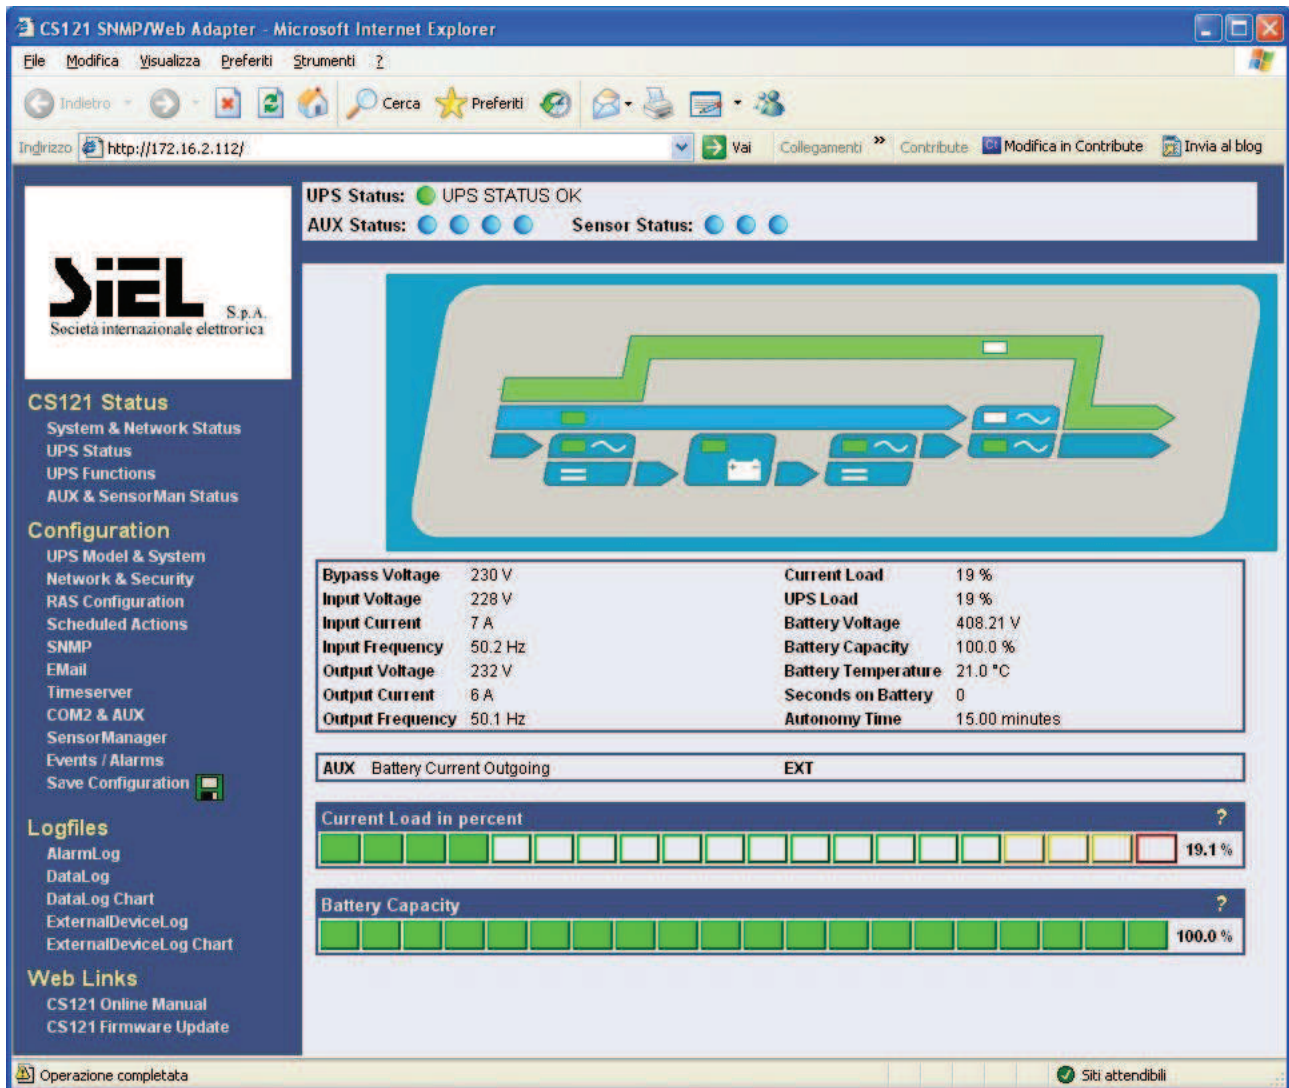 CS121 SNMP/Web Adapter - Microsoft Internet Explorer
File Modifica Visualizza Preferiti Strumenti ?
Indietro Cerca Preferiti
Indirizzo http://172.16.2.112/ Vai Collegamenti » Contribute Modifica in Contribute Invia al blog
UPS Status: UPS STATUS OK
AUX Status: Sensor Status:
SIEL S.p.A.
Società internazionale elettronica
CS121 Status
System & Network Status
UPS Status
UPS Functions
AUX & SensorMan Status
Configuration
UPS Model & System
Network & Security
RAS Configuration
Scheduled Actions
SNMP
EMail
Timeserver
COM2 & AUX
SensorManager
Events / Alarms
Save Configuration
Logfiles
AlarmLog
DataLog
DataLog Chart
ExternalDeviceLog
ExternalDeviceLog Chart
Web Links
CS121 Online Manual
CS121 Firmware Update
Bypass Voltage 230 V Current Load 19 %
Input Voltage 228 V UPS Load 19 %
Input Current 7 A Battery Voltage 408.21 V
Input Frequency 50.2 Hz Battery Capacity 100.0 %
Output Voltage 232 V Battery Temperature 21.0 °C
Output Current 6 A Seconds on Battery 0
Output Frequency 50.1 Hz Autonomy Time 15.00 minutes
AUX Battery Current Outgoing EXT
Current Load in percent ?
19.1 %
Battery Capacity ?
100.0 %
Operazione completata Siti attendibili